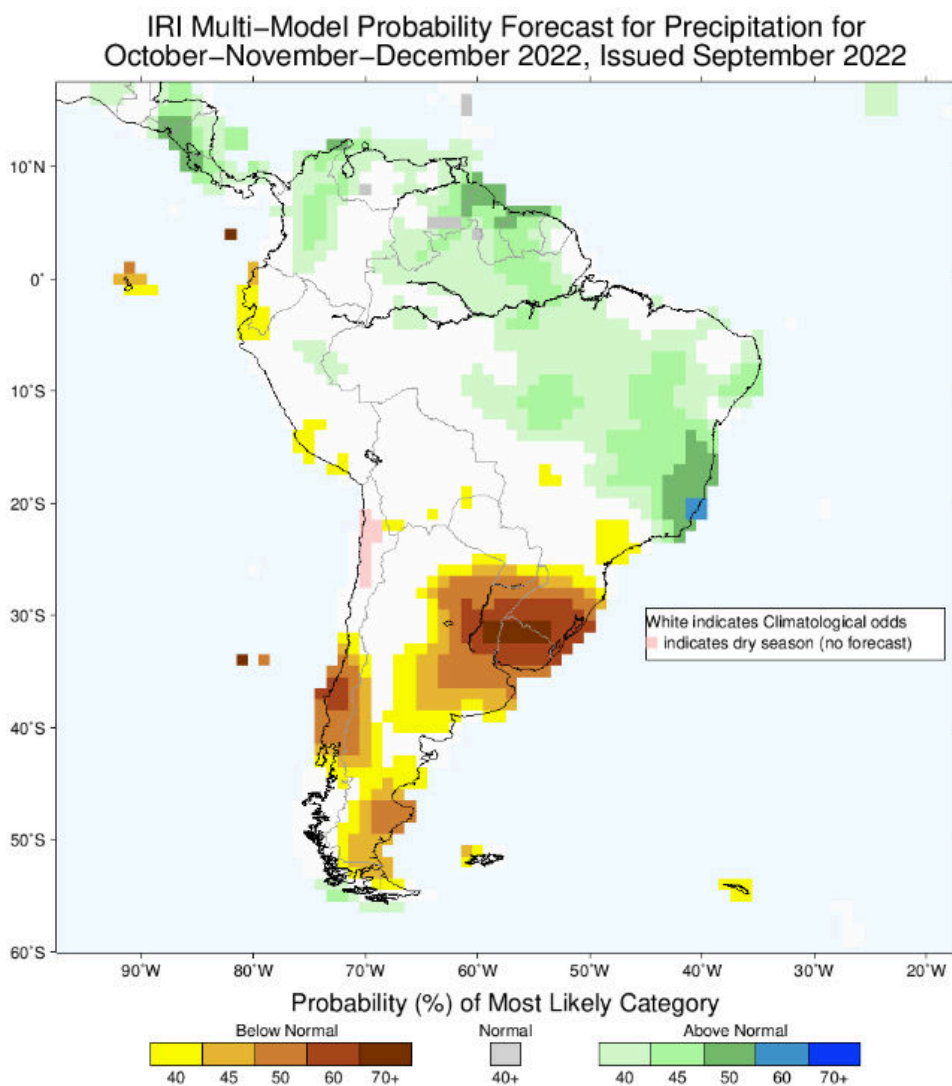 IRI Multi−Model Probability Forecast for Precipitation for
October−November−December 2022, Issued September 2022
10˚N
0˚
10˚S
20˚S
30˚S
40˚S
50˚S
60˚S
White indicates Climatological odds
indicates dry season (no forecast)
90˚W 80˚W 70˚W 60˚W 50˚W 40˚W 30˚W 20˚W
Probability (%) of Most Likely Category
Below Normal Normal Above Normal
40 45 50 60 70+ 40+ 40 45 50 60 70+